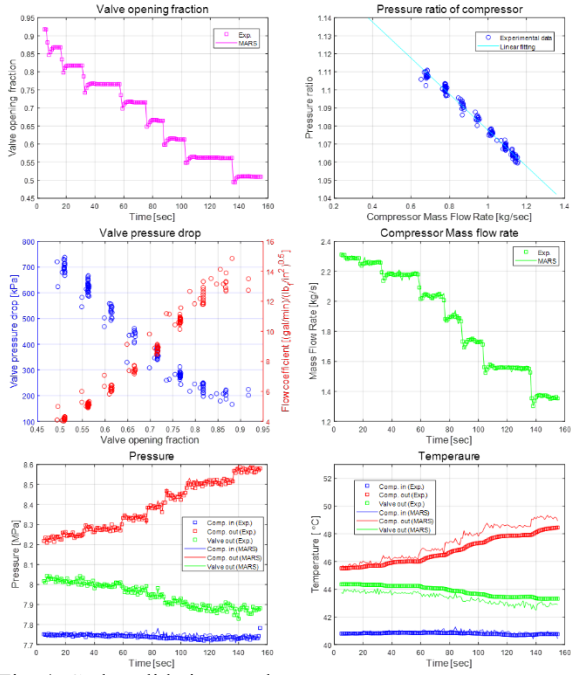 Valve opening fraction
Valve opening fraction
1
0.95
0.9
0.85
0.8
0.75
0.7
0.65
0.6
0.55
0.5
0 20 40 60 80 100 120 140 160
Time [sec]
Exp.
MARS
Pressure ratio of compressor
Pressure ratio
1.14
1.13
1.12
1.11
1.1
1.09
1.08
1.07
1.06
1.05
1.04
0.2 0.4 0.6 0.8 1 1.2 1.4
Compressor Mass Flow Rate [kg/sec]
Experimental data
Linear fitting
Valve pressure drop
Valve pressure drop [kPa]
800
700
600
500
400
300
200
100
0.45 0.5 0.55 0.6 0.65 0.7 0.75 0.8 0.85 0.9 0.95
Valve opening fraction
16
14
12
10
8
6
4
Compressor Mass flow rate
Mass Flow Rate [kg/s]
2.4
2.2
2
1.8
1.6
1.4
1.2
0 20 40 60 80 100 120 140 160
Time [sec]
Exp.
MARS
Pressure
Pressure [MPa]
8.6
8.5
8.4
8.3
8.2
8.1
8
7.9
7.8
7.7
0 20 40 60 80 100 120 140 160
Time [sec]
Comp. in (Exp.)
Comp. out (Exp.)
Valve out (Exp.)
Comp. in (MARS)
Comp. out (MARS)
Valve out (MARS)
Temperaure
Temperature [ ~C]
52
50
48
46
44
42
40
0 20 40 60 80 100 120 140 160
Time [sec]
Comp. in (Exp.)
Comp. out (Exp.)
Valve out (Exp.)
Comp. in (MARS)
Comp. out (MARS)
Valve out (MARS)